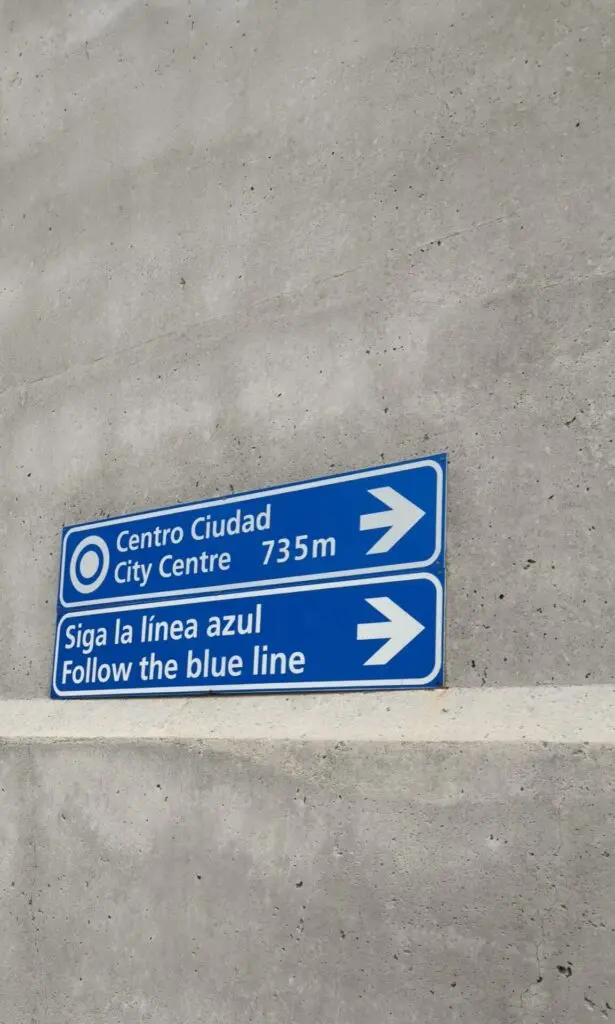 Centro Ciudad
City Centre 735m
Siga la línea azul
Follow the blue line